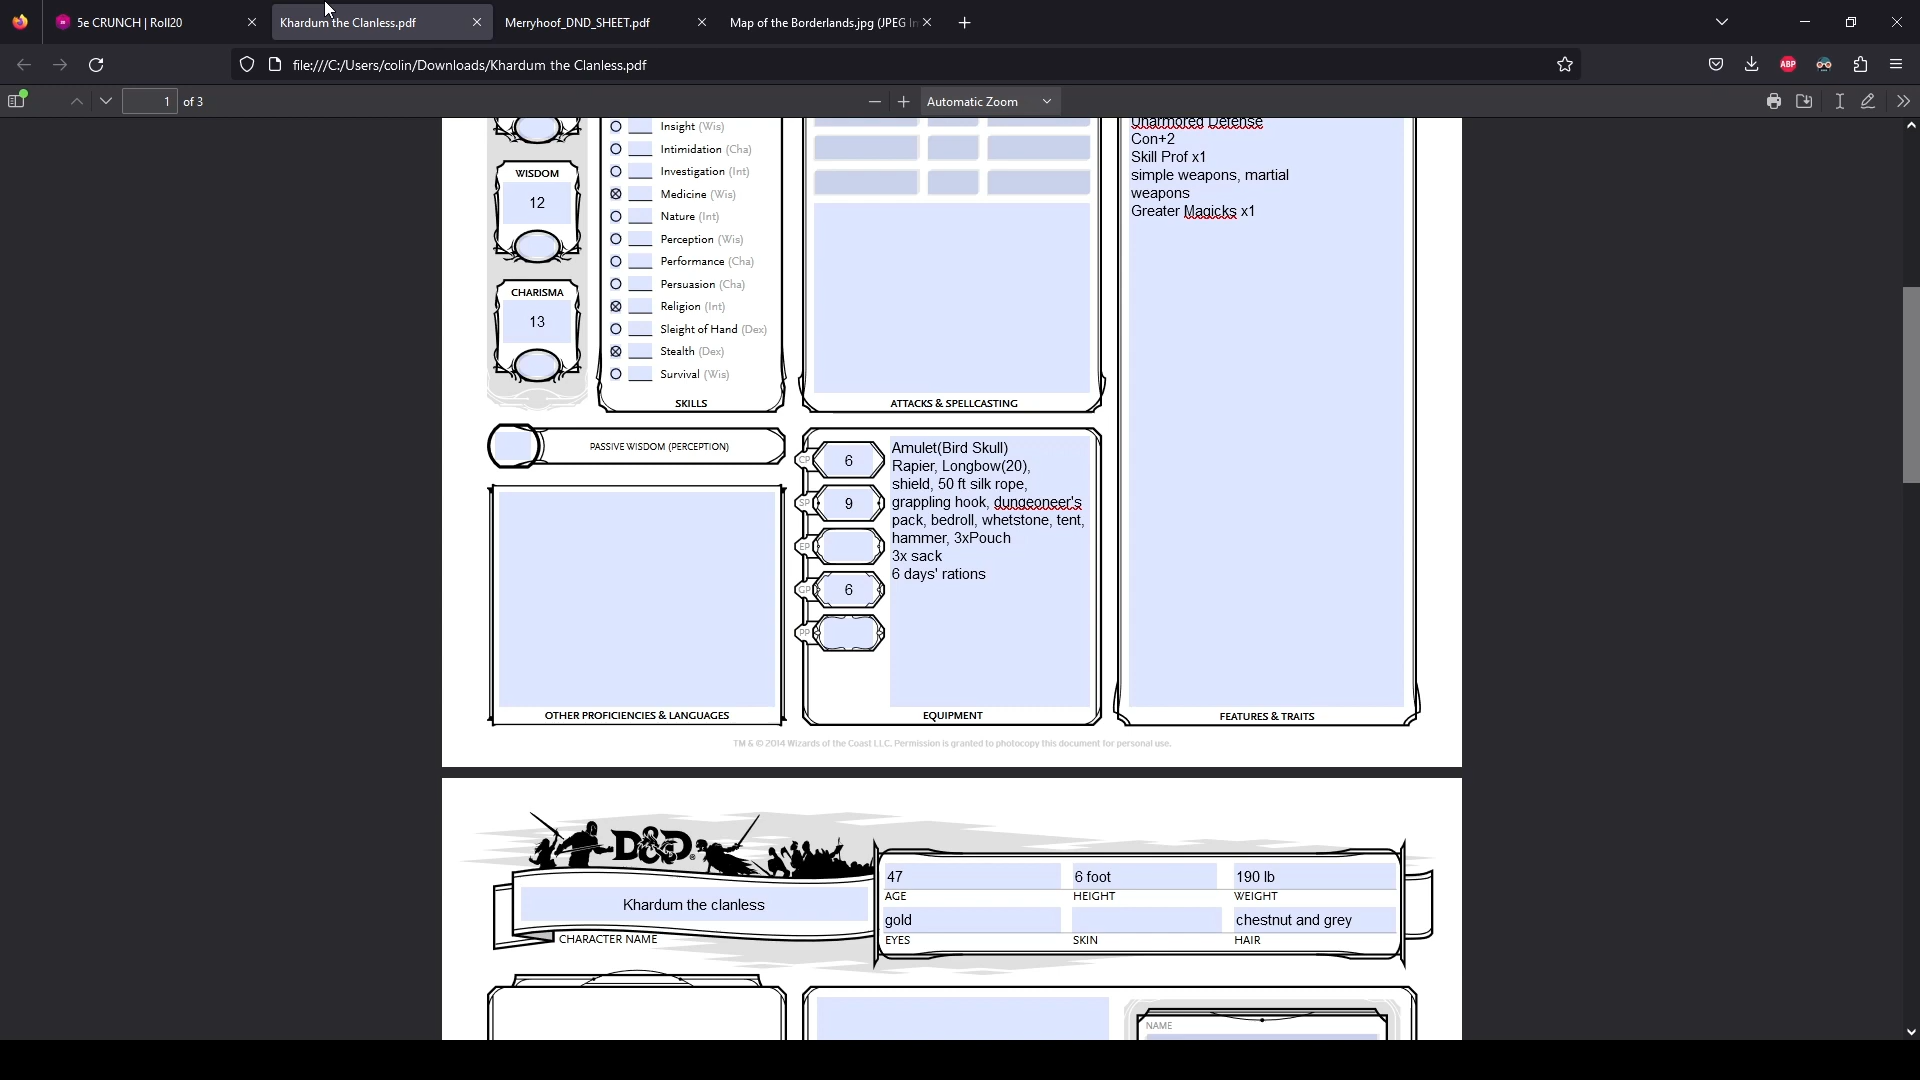 5e CRUNCH | Roll20
Khardum the Clanless.pdf
Merryhoof_DND_SHEET.pdf
Map of the Borderlands.jpg (JPEG
file:///C:/Users/colin/Downloads/Khardum the Clanless.pdf
1 of 3
Automatic Zoom
ABP
WISDOM
12
CHARISMA
13
Insight (Wis)
Intimidation (Cha)
Investigation (Int)
Medicine (Wis)
Nature (Int)
Perception (Wis)
Performance (Cha)
Persuasion (Cha)
Religion (Int)
Sleight of Hand (Dex)
Stealth (Dex)
Survival (Wis)
SKILLS
ATTACKS & SPELLCASTING
Unarmored Defense
Con+2
Skill Prof x1
simple weapons, martial
weapons
Greater Magicks x1
PASSIVE WISDOM (PERCEPTION)
OTHER PROFICIENCIES & LANGUAGES
CP 6
SP 9
EP
GP 6
PP
Amulet(Bird Skull)
Rapier, Longbow(20),
shield, 50 ft silk rope,
grappling hook, dungeoneer's
pack, bedroll, whetstone, tent,
hammer, 3xPouch
3x sack
6 days' rations
EQUIPMENT
FEATURES & TRAITS
TM & © 2014 Wizards of the Coast LLC. Permission is granted to photocopy this document for personal use.
D&D
Khardum the clanless
CHARACTER NAME
47 6 foot 190 lb
AGE HEIGHT WEIGHT
gold chestnut and grey
EYES SKIN HAIR
NAME